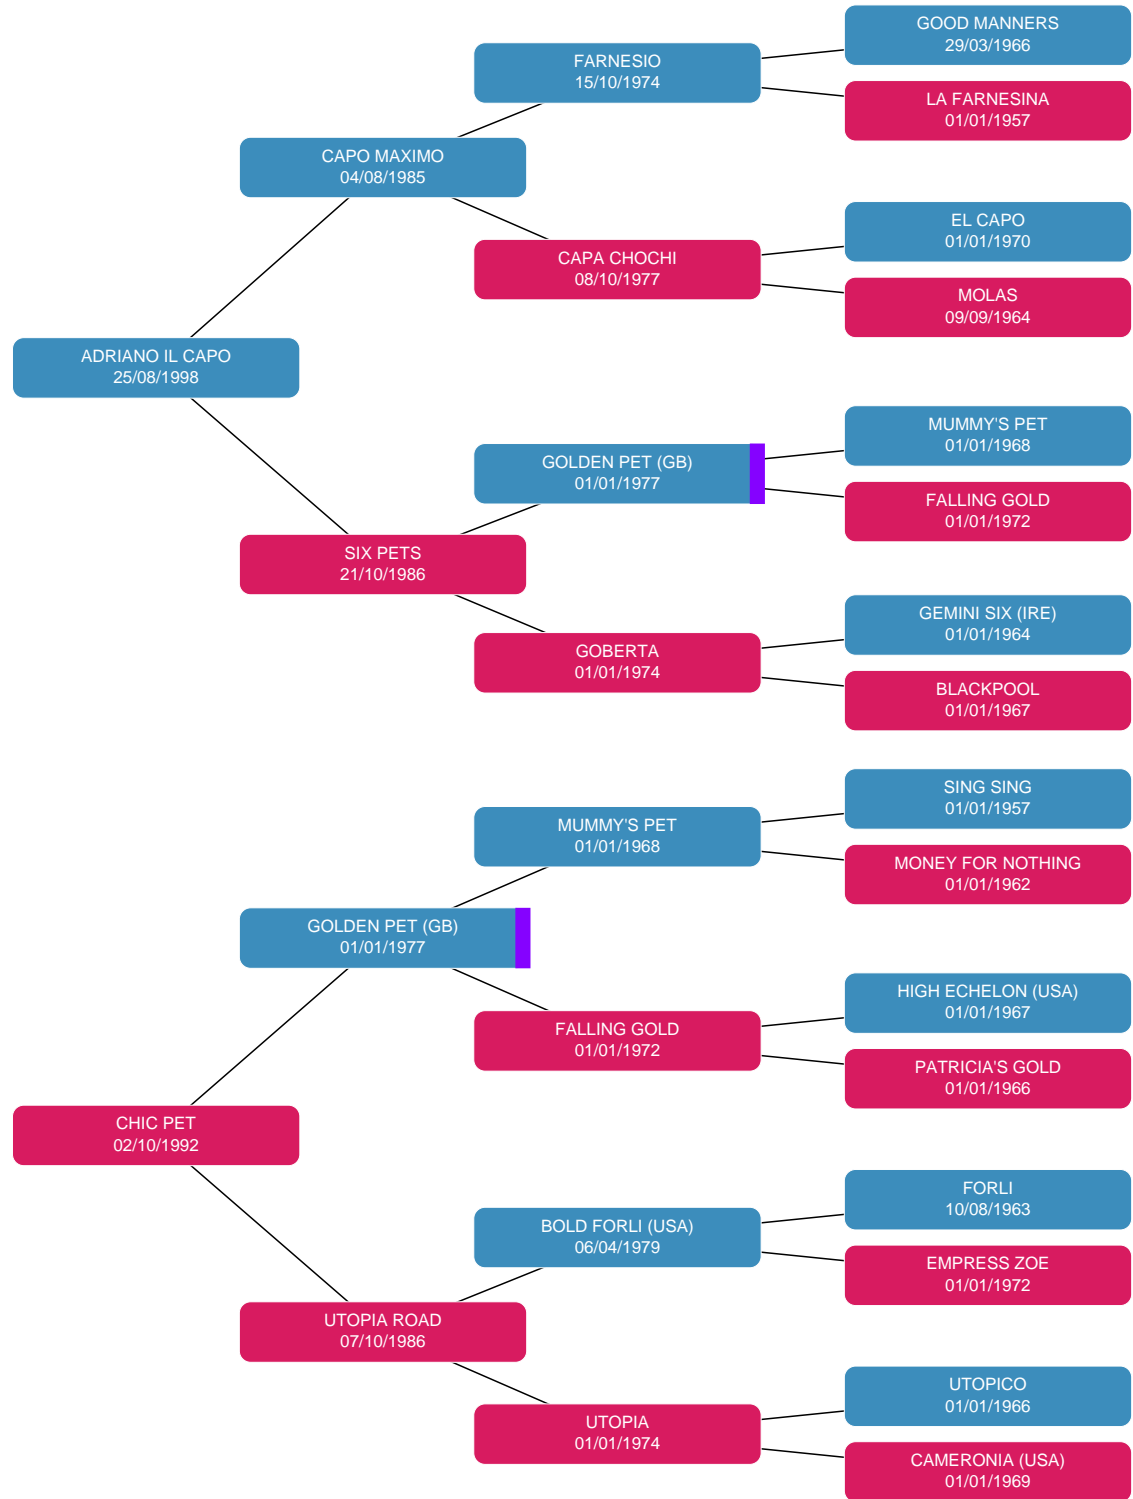 GOOD MANNERS
29/03/1966
FARNESIO
15/10/1974
LA FARNESINA
01/01/1957
CAPO MAXIMO
04/08/1985
EL CAPO
01/01/1970
CAPA CHOCHI
08/10/1977
MOLAS
09/09/1964
ADRIANO IL CAPO
25/08/1998
MUMMY'S PET
01/01/1968
GOLDEN PET (GB)
01/01/1977
FALLING GOLD
01/01/1972
SIX PETS
21/10/1986
GEMINI SIX (IRE)
01/01/1964
GOBERTA
01/01/1974
BLACKPOOL
01/01/1967
SING SING
01/01/1957
MUMMY'S PET
01/01/1968
MONEY FOR NOTHING
01/01/1962
GOLDEN PET (GB)
01/01/1977
HIGH ECHELON (USA)
01/01/1967
FALLING GOLD
01/01/1972
PATRICIA'S GOLD
01/01/1966
CHIC PET
02/10/1992
FORLI
10/08/1963
BOLD FORLI (USA)
06/04/1979
EMPRESS ZOE
01/01/1972
UTOPIA ROAD
07/10/1986
UTOPICO
01/01/1966
UTOPIA
01/01/1974
CAMERONIA (USA)
01/01/1969